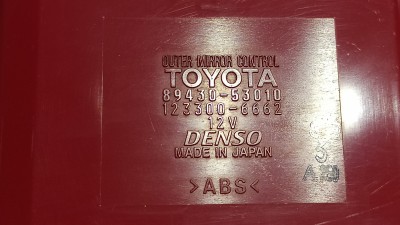 OUTER MIRROR CONTROL
TOYOTA
89430-53010
123300-6662
12V
DENSO
MADE IN JAPAN
>ABS<